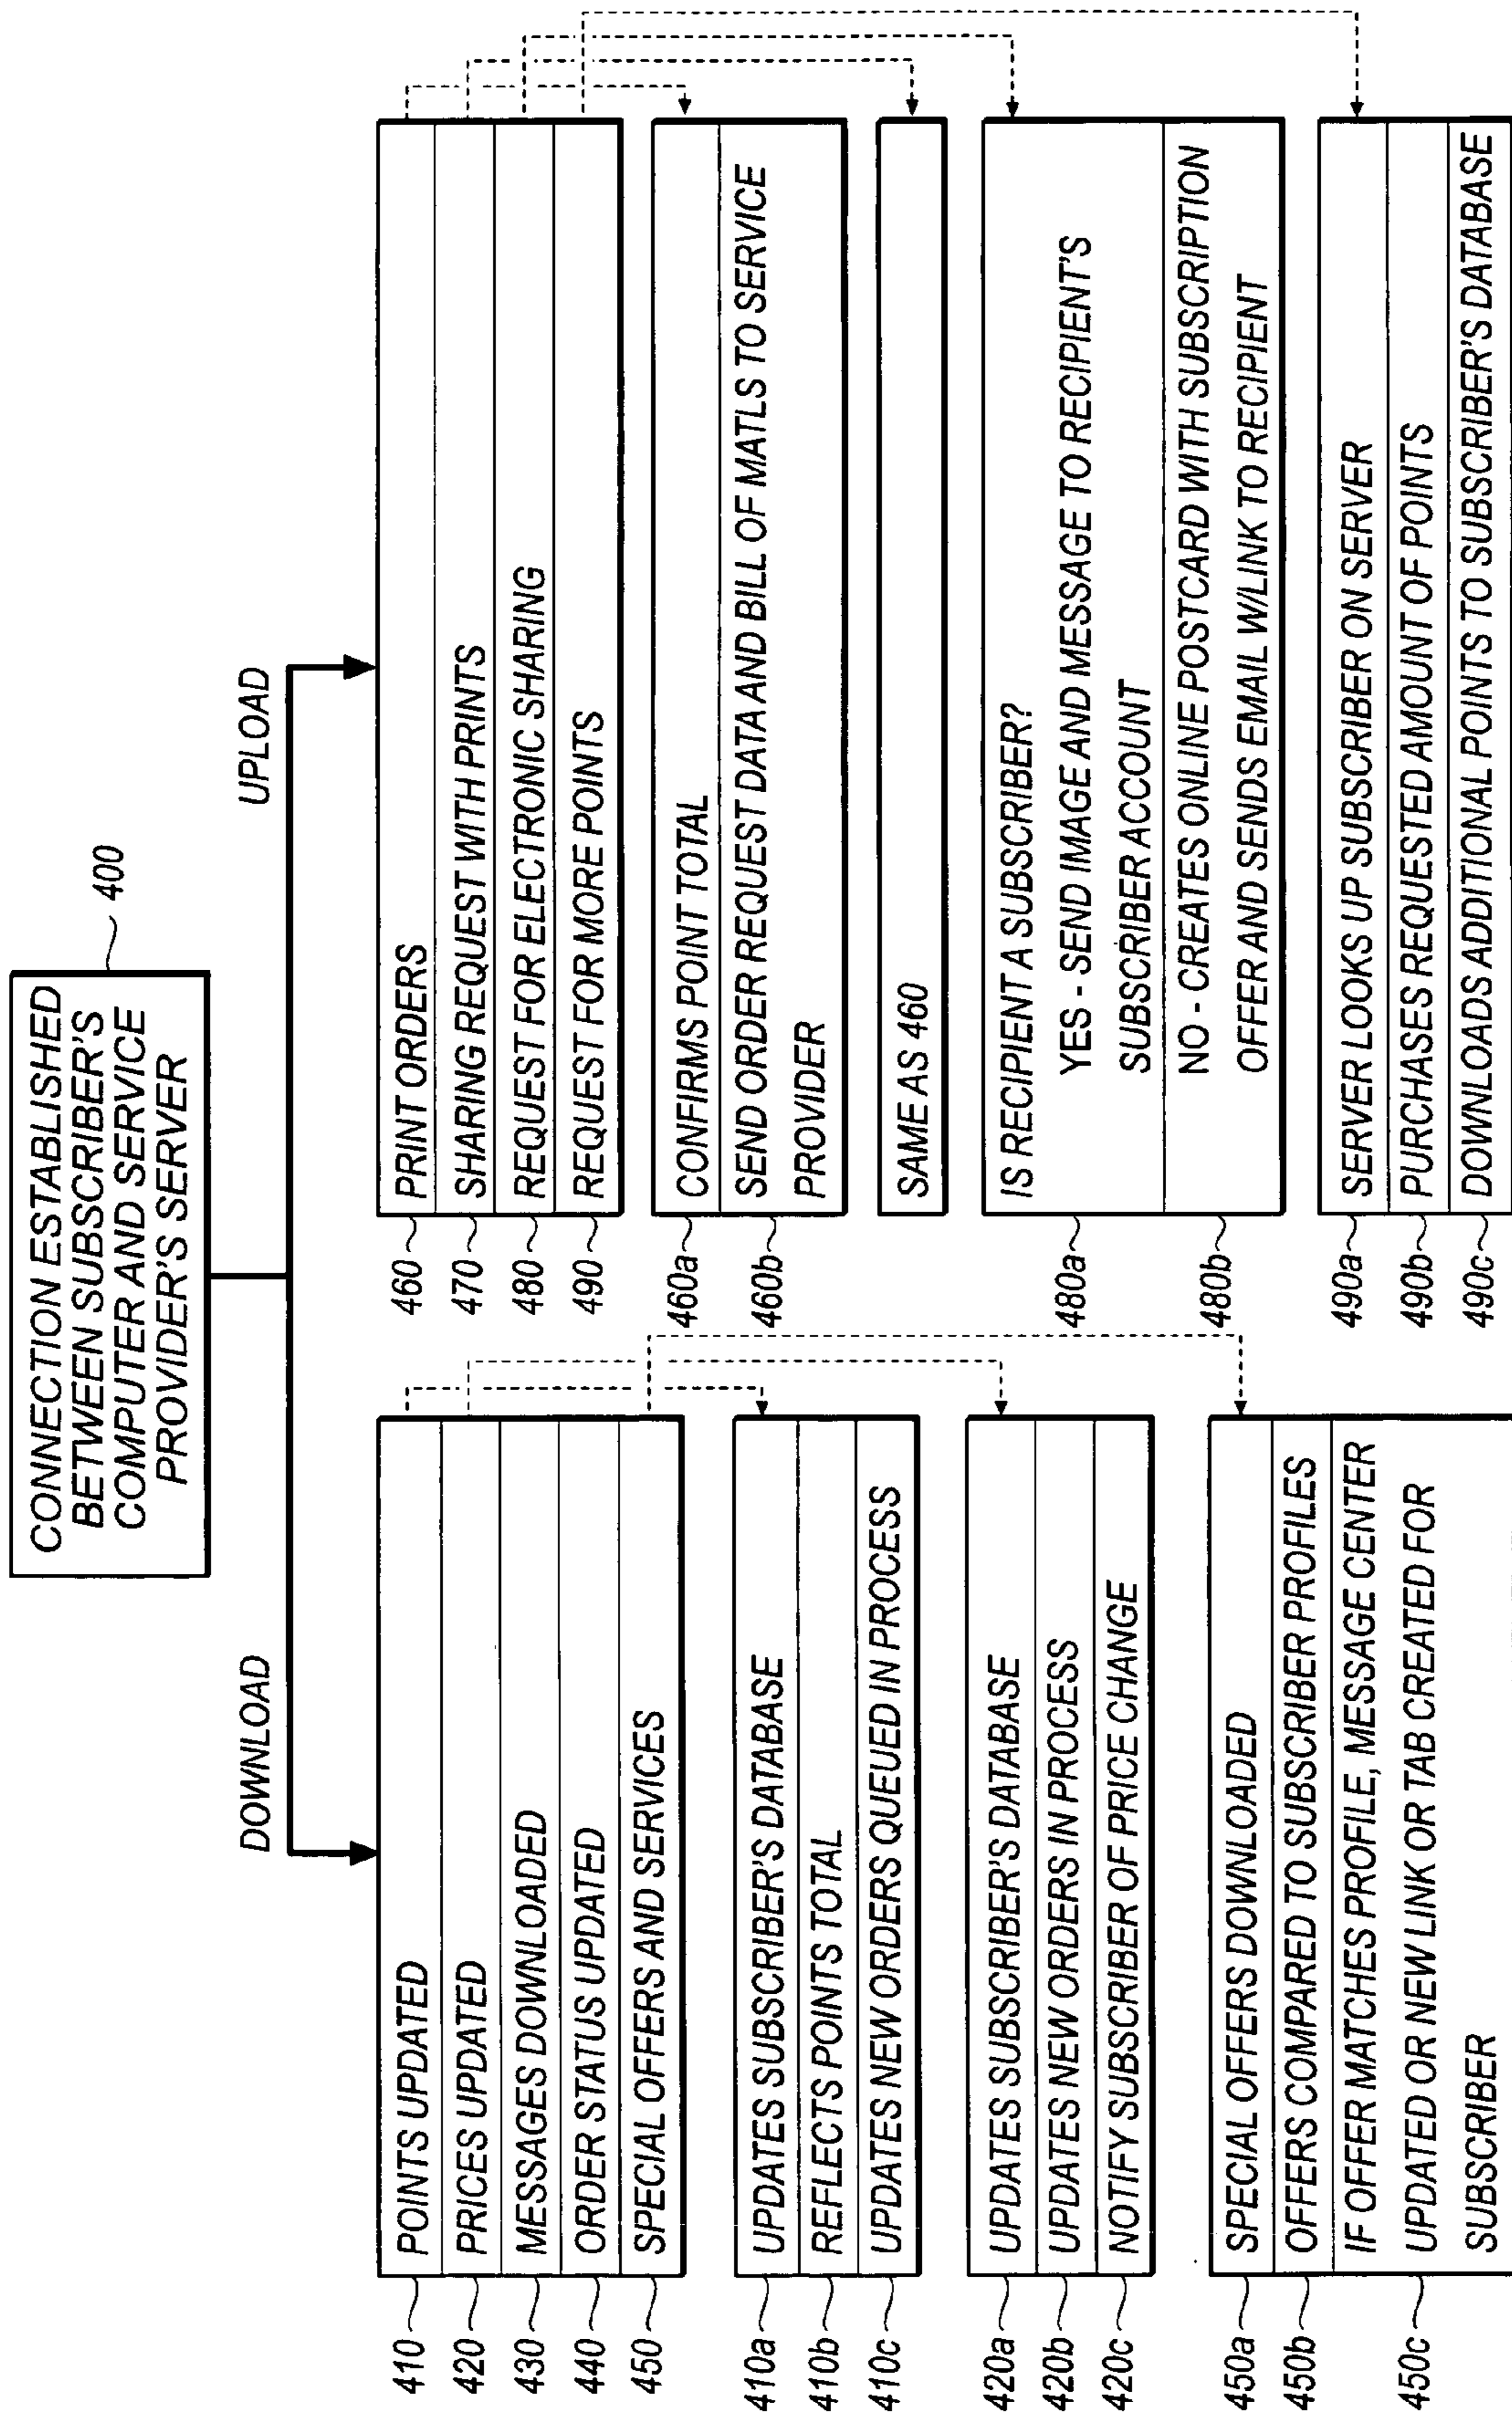 CONNECTION ESTABLISHED
BETWEEN SUBSCRIBER'S
COMPUTER AND SERVICE
PROVIDER'S SERVER
400
DOWNLOAD
410
POINTS UPDATED
420
PRICES UPDATED
430
MESSAGES DOWNLOADED
440
ORDER STATUS UPDATED
450
SPECIAL OFFERS AND SERVICES
410a
UPDATES SUBSCRIBER'S DATABASE
410b
REFLECTS POINTS TOTAL
410c
UPDATES NEW ORDERS QUEUED IN PROCESS
420a
UPDATES SUBSCRIBER'S DATABASE
420b
UPDATES NEW ORDERS IN PROCESS
420c
NOTIFY SUBSCRIBER OF PRICE CHANGE
450a
SPECIAL OFFERS DOWNLOADED
450b
OFFERS COMPARED TO SUBSCRIBER PROFILES
450c
IF OFFER MATCHES PROFILE, MESSAGE CENTER
UPDATED OR NEW LINK OR TAB CREATED FOR
SUBSCRIBER
UPLOAD
460
PRINT ORDERS
470
SHARING REQUEST WITH PRINTS
480
REQUEST FOR ELECTRONIC SHARING
490
REQUEST FOR MORE POINTS
460a
CONFIRMS POINT TOTAL
460b
SEND ORDER REQUEST DATA AND BILL OF MATLS TO SERVICE
PROVIDER
SAME AS 460
IS RECIPIENT A SUBSCRIBER?
480a
YES - SEND IMAGE AND MESSAGE TO RECIPIENT'S
SUBSCRIBER ACCOUNT
480b
NO - CREATES ONLINE POSTCARD WITH SUBSCRIPTION
OFFER AND SENDS EMAIL W/LINK TO RECIPIENT
490a
SERVER LOOKS UP SUBSCRIBER ON SERVER
490b
PURCHASES REQUESTED AMOUNT OF POINTS
490c
DOWNLOADS ADDITIONAL POINTS TO SUBSCRIBER'S DATABASE